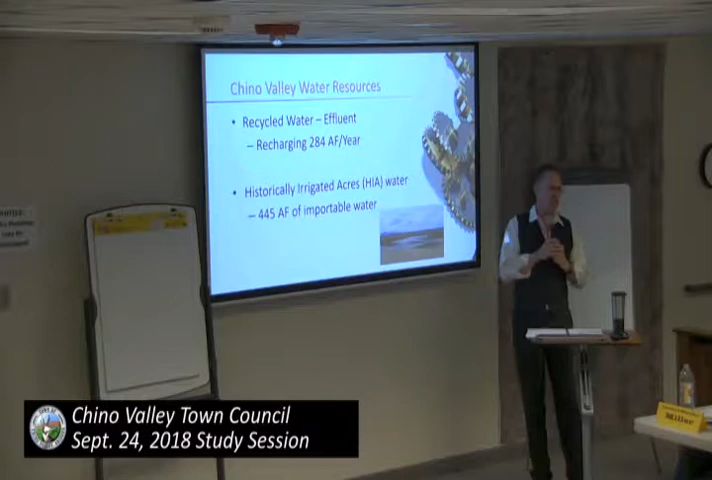 Chino Valley Water Resources
• Recycled Water – Effluent
– Recharging 284 AF/Year
• Historically Irrigated Acres (HIA) water
– 445 AF of importable water
Miller
Chino Valley Town Council
Sept. 24, 2018 Study Session